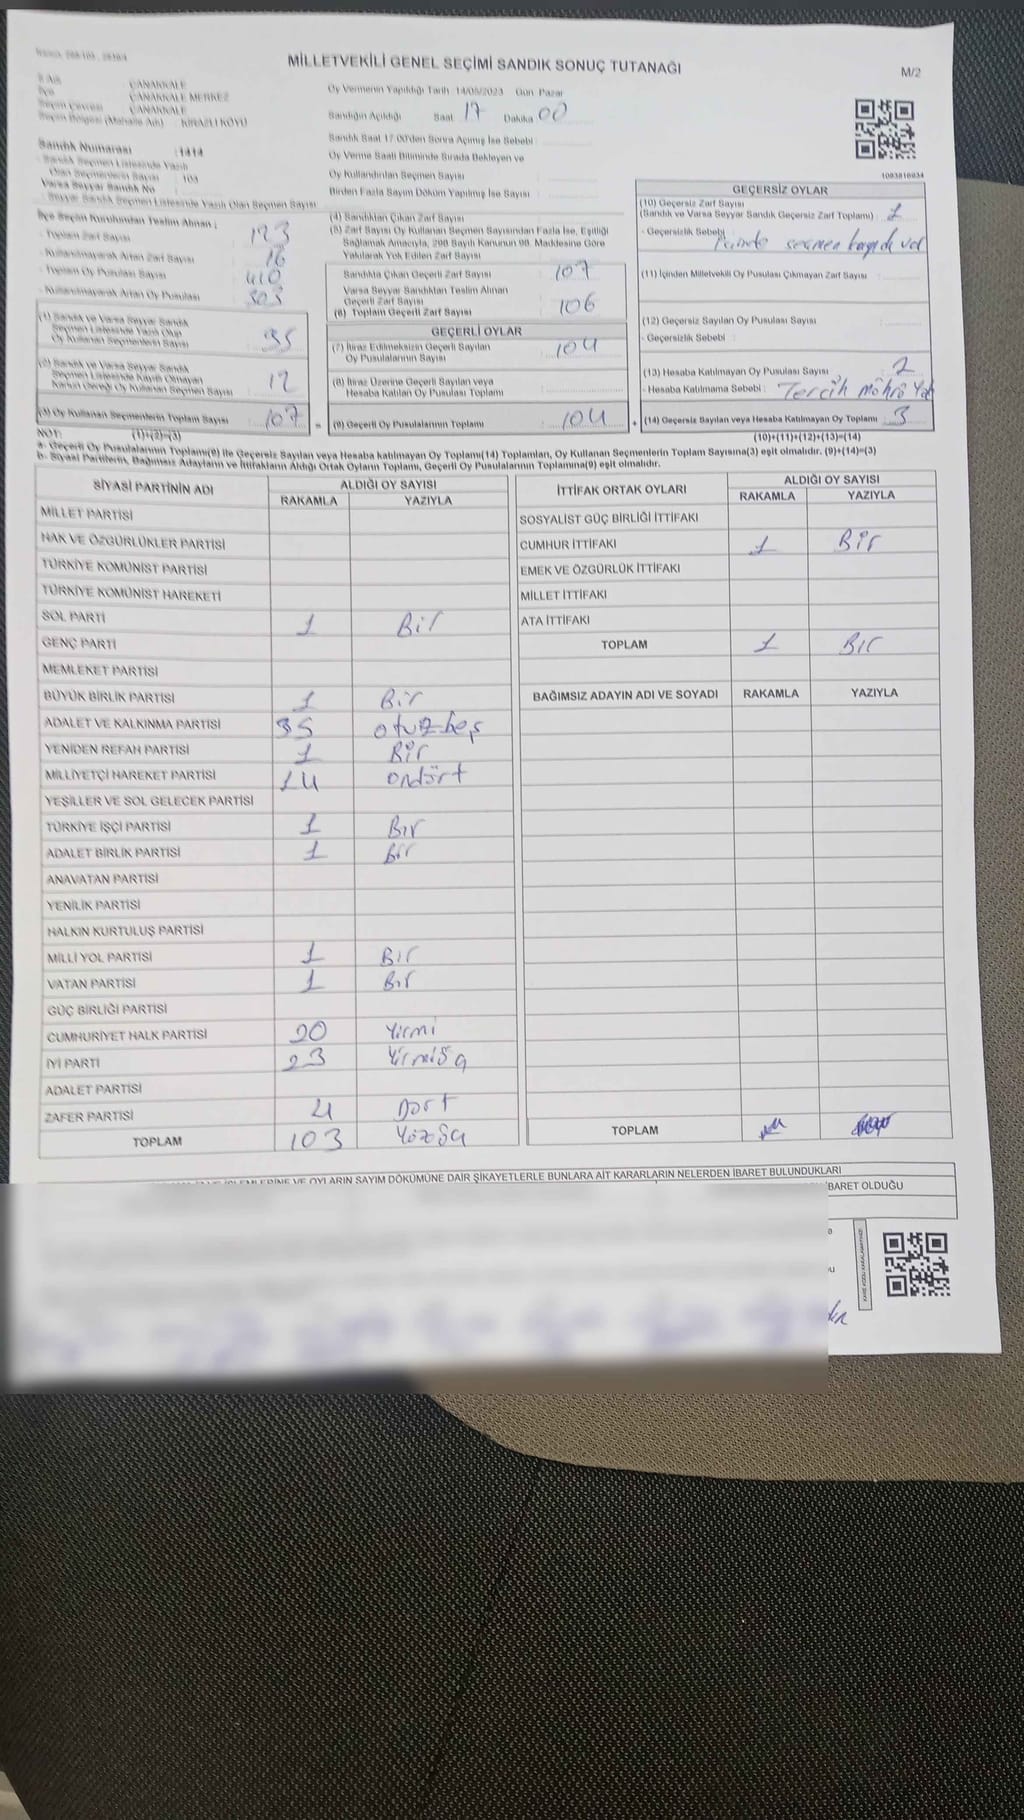 MİLLETVEKİLİ GENEL SEÇİMİ SANDIK SONUÇ TUTANAĞI
M/2
İl Adı : ÇANAKKALE
İlçe : ÇANAKKALE MERKEZ
Seçim Çevresi : ÇANAKKALE
Seçim Bölgesi (Mahalle Adı) : KİRAZLI KÖYÜ
Sandık Numarası : 1414
Sandık Seçmen Listesinde Yazılı
Olan Seçmenlerin Sayısı : 103
Varsa Seyyar Sandık No :
Seyyar Sandık Seçmen Listesinde Yazılı Olan Seçmen Sayısı
Oy Vermenin Yapıldığı Tarih 14/05/2023 Gün Pazar
Sandığın Açıldığı Saat 17 Dakika 00
Sandık Saat 17.00'den Sonra Açımış İse Sebebi
Oy Verme Saati Bitiminde Sırada Bekleyen ve
Oy Kullandırılan Seçmen Sayısı
Birden Fazla Sayım Döküm Yapılmış İse Sayısı
İlçe Seçim Kurulundan Teslim Alınan :
- Toplam Zarf Sayısı 123
- Kullanılmayarak Artan Zarf Sayısı 16
- Toplam Oy Pusulası Sayısı 410
- Kullanılmayarak Artan Oy Pusulası 303
(1) Sandık ve Varsa Seyyar Sandık
Seçmen Listesinde Yazılı Olup
Oy Kullanan Seçmenlerin Sayısı
(2) Sandık ve Varsa Seyyar Sandık
Seçmen Listesinde Kayıtlı Olmayan
Kanun Gereği Oy Kullanan Seçmen Sayısı 12
(3) Oy Kullanan Seçmenlerin Toplam Sayısı 107
(1)+(2)=(3)
(4) Sandıktan Çıkan Zarf Sayısı
(5) Zarf Sayısı Oy Kullanan Seçmen Sayısından Fazla İse, Eşitliği
Sağlamak Amacıyla, 298 Sayılı Kanunun 98. Maddesine Göre
Yakılarak Yok Edilen Zarf Sayısı
Sandıkta Çıkan Geçerli Zarf Sayısı 107
Varsa Seyyar Sandıktan Teslim Alınan
Geçerli Zarf Sayısı
(6) Toplam Geçerli Zarf Sayısı 106
GEÇERLİ OYLAR
(7) İtiraz Edilmeksizin Geçerli Sayılan
Oy Pusulalarının Sayısı 104
(8) İtiraz Üzerine Geçerli Sayılan veya
Hesaba Katılan Oy Pusulaları Toplamı
= (9) Geçerli Oy Pusulalarının Toplamı 104
GEÇERSİZ OYLAR
(10) Geçersiz Zarf Sayısı
(Sandık ve Varsa Seyyar Sandık Geçersiz Zarf Toplamı) 1
- Geçersizlik Sebebi seçmen
(11) İçinden Milletvekili Oy Pusulası Çıkmayan Zarf Sayısı
(12) Geçersiz Sayılan Oy Pusulası Sayısı
- Geçersizlik Sebebi :
(13) Hesaba Katılmayan Oy Pusulası Sayısı 2
- Hesaba Katılmama Sebebi : Tercih Möhrö Yok
+ (14) Geçersiz Sayılan veya Hesaba Katılmayan Oy Toplamı 3
(10)+(11)+(12)+(13)=(14)
NOT:
a- Geçerli Oy Pusulalarının Toplamı(9) ile Geçersiz Sayılan veya Hesaba katılmayan Oy Toplamı(14) Toplamları, Oy Kullanan Seçmenlerin Toplam Sayısına(3) eşit olmalıdır. (9)+(14)=(3)
b- Siyasi Partilerin, Bağımsız Adayların ve İttifakların Aldığı Ortak Oyların Toplamı, Geçerli Oy Pusulalarının Toplamına(9) eşit olmalıdır.
SİYASİ PARTİNİN ADI
ALDIĞI OY SAYISI
RAKAMLA YAZIYLA
MİLLET PARTİSİ
HAK VE ÖZGÜRLÜKLER PARTİSİ
TÜRKİYE KOMÜNİST PARTİSİ
TÜRKİYE KOMÜNİST HAREKETİ
SOL PARTİ 1 Bir
GENÇ PARTİ
MEMLEKET PARTİSİ
BÜYÜK BİRLİK PARTİSİ 1 Bir
ADALET VE KALKINMA PARTİSİ 35 otuzbeş
YENİDEN REFAH PARTİSİ 1 Bir
MİLLİYETÇİ HAREKET PARTİSİ 14 ondört
YEŞİLLER VE SOL GELECEK PARTİSİ
TÜRKİYE İŞÇİ PARTİSİ 1 Bir
ADALET BİRLİK PARTİSİ 1 Bir
ANAVATAN PARTİSİ
YENİLİK PARTİSİ
HALKIN KURTULUŞ PARTİSİ
MİLLİ YOL PARTİSİ 1 Bir
VATAN PARTİSİ 1 Bir
GÜÇ BİRLİĞİ PARTİSİ
CUMHURİYET HALK PARTİSİ 20 Yirmi
İYİ PARTİ 23 Yirmiöç
ADALET PARTİSİ
ZAFER PARTİSİ 4 Dört
TOPLAM 103 Yözöç
İTTİFAK ORTAK OYLARI
ALDIĞI OY SAYISI
RAKAMLA YAZIYLA
SOSYALİST GÜÇ BİRLİĞİ İTTİFAKI
CUMHUR İTTİFAKI 1 Bir
EMEK VE ÖZGÜRLÜK İTTİFAKI
MİLLET İTTİFAKI
ATA İTTİFAKI
TOPLAM 1 Bir
BAĞIMSIZ ADAYIN ADI VE SOYADI RAKAMLA YAZIYLA
TOPLAM
VE OYLARIN SAYIM DÖKÜMÜNE DAİR ŞİKAYETLERLE BUNLARA AİT KARARLARIN NELERDEN İBARET BULUNDUKLARI
İBARET OLDUĞU